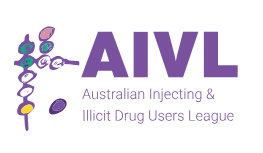 AIVL
Australian Injecting &
Illicit Drug Users League